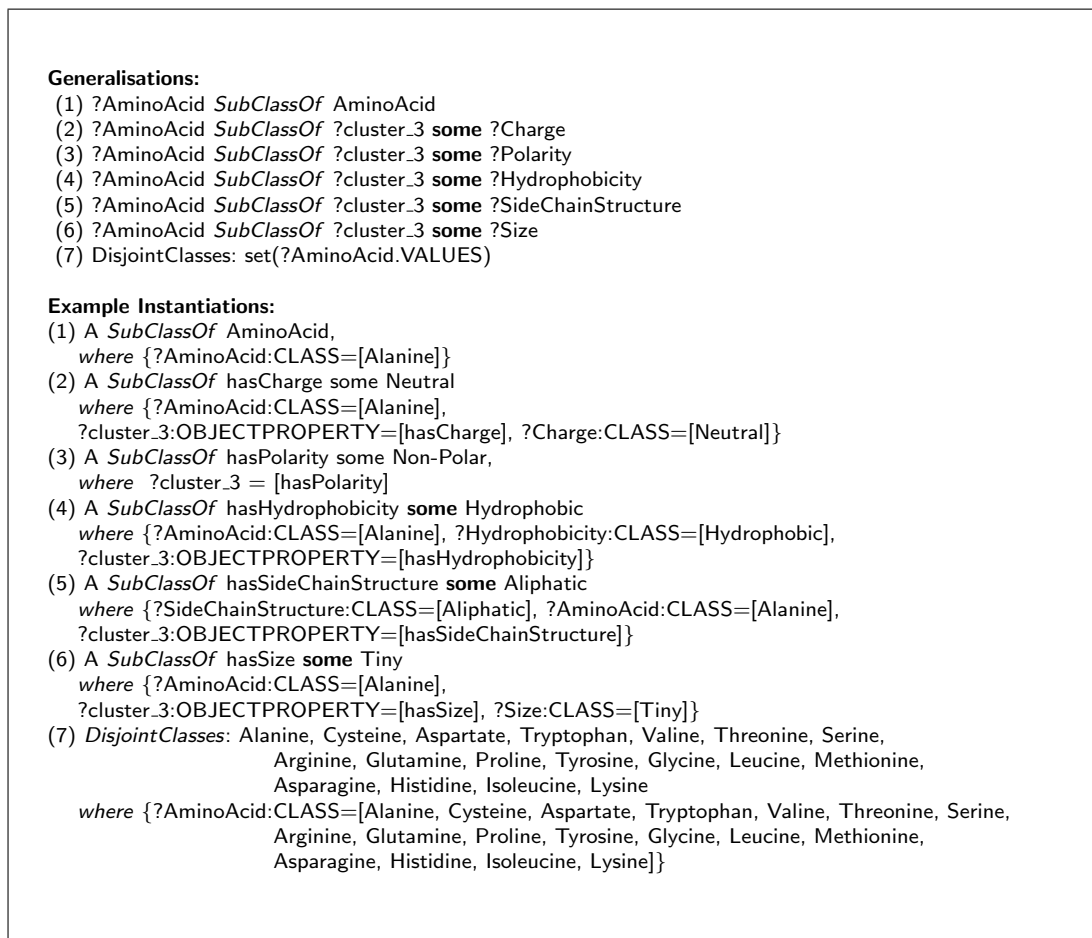 Generalisations:
(1) ?AminoAcid SubClassOf AminoAcid
(2) ?AminoAcid SubClassOf ?cluster_3 some ?Charge
(3) ?AminoAcid SubClassOf ?cluster_3 some ?Polarity
(4) ?AminoAcid SubClassOf ?cluster_3 some ?Hydrophobicity
(5) ?AminoAcid SubClassOf ?cluster_3 some ?SideChainStructure
(6) ?AminoAcid SubClassOf ?cluster_3 some ?Size
(7) DisjointClasses: set(?AminoAcid.VALUES)
Example Instantiations:
(1) A SubClassOf AminoAcid,
where {?AminoAcid:CLASS=[Alanine]}
(2) A SubClassOf hasCharge some Neutral
where {?AminoAcid:CLASS=[Alanine],
?cluster_3:OBJECTPROPERTY=[hasCharge], ?Charge:CLASS=[Neutral]}
(3) A SubClassOf hasPolarity some Non-Polar,
where ?cluster_3 = [hasPolarity]
(4) A SubClassOf hasHydrophobicity some Hydrophobic
where {?AminoAcid:CLASS=[Alanine], ?Hydrophobicity:CLASS=[Hydrophobic],
?cluster_3:OBJECTPROPERTY=[hasHydrophobicity]}
(5) A SubClassOf hasSideChainStructure some Aliphatic
where {?SideChainStructure:CLASS=[Aliphatic], ?AminoAcid:CLASS=[Alanine],
?cluster_3:OBJECTPROPERTY=[hasSideChainStructure]}
(6) A SubClassOf hasSize some Tiny
where {?AminoAcid:CLASS=[Alanine],
?cluster_3:OBJECTPROPERTY=[hasSize], ?Size:CLASS=[Tiny]}
(7) DisjointClasses: Alanine, Cysteine, Aspartate, Tryptophan, Valine, Threonine, Serine,
Arginine, Glutamine, Proline, Tyrosine, Glycine, Leucine, Methionine,
Asparagine, Histidine, Isoleucine, Lysine
where {?AminoAcid:CLASS=[Alanine, Cysteine, Aspartate, Tryptophan, Valine, Threonine, Serine,
Arginine, Glutamine, Proline, Tyrosine, Glycine, Leucine, Methionine,
Asparagine, Histidine, Isoleucine, Lysine]}